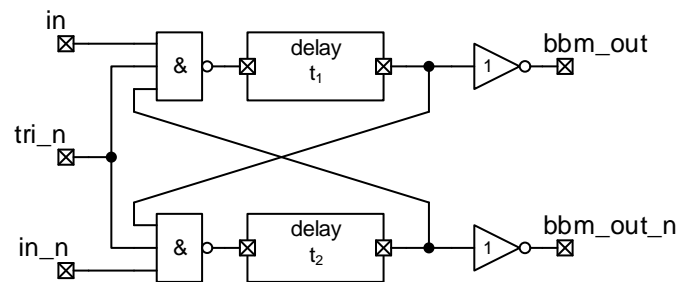 in
bbm_out
delay
t₁
&
1
tri_n
in_n
bbm_out_n
delay
t₂
&
1